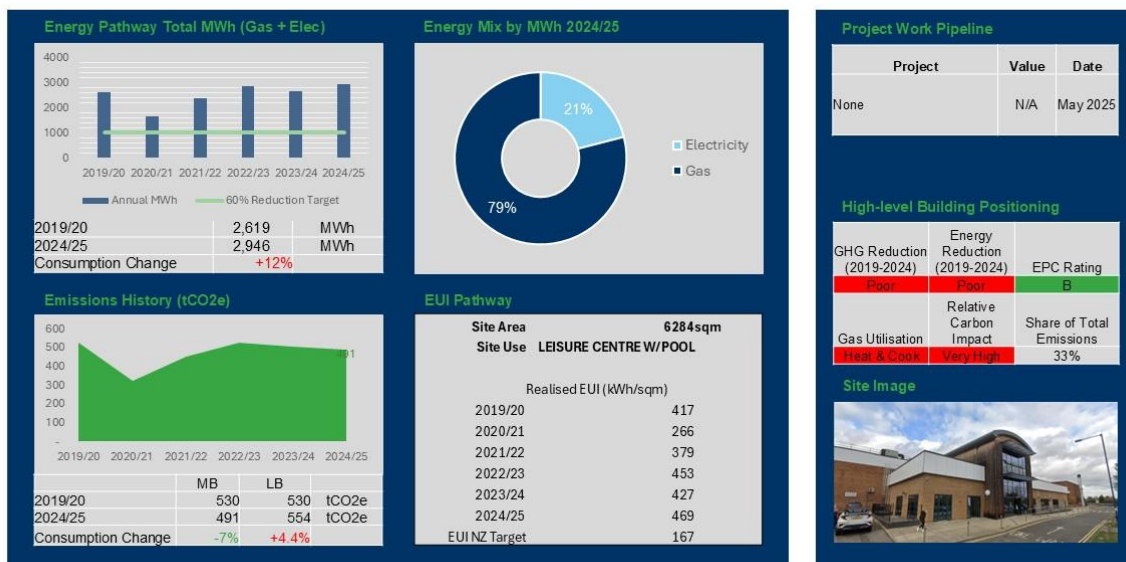 Energy Pathway Total MWh (Gas + Elec)
4000
3000
2000
1000
0
2019/20 2020/21 2021/22 2022/23 2023/24 2024/25
Annual MWh 60% Reduction Target
2019/20 2,619 MWh
2024/25 2,946 MWh
Consumption Change +12%
Energy Mix by MWh 2024/25
21%
79%
Electricity
Gas
Emissions History (tCO2e)
600
500
400
300
200
100
-
491
2019/20 2020/21 2021/22 2022/23 2023/24 2024/25
MB LB
2019/20 530 530 tCO2e
2024/25 491 554 tCO2e
Consumption Change -7% +4.4%
EUI Pathway
Site Area 6284sqm
Site Use LEISURE CENTRE W/POOL
Realised EUI (kWh/sqm)
2019/20 417
2020/21 266
2021/22 379
2022/23 453
2023/24 427
2024/25 469
EUI NZ Target 167
Project Work Pipeline
Project Value Date
None N/A May 2025
High-level Building Positioning
GHG Reduction (2019-2024) Energy Reduction (2019-2024) EPC Rating
Poor Poor B
Gas Utilisation Relative Carbon Impact Share of Total Emissions
Heat & Cook Very High 33%
Site Image